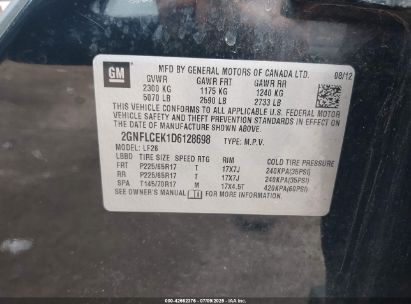 GM
MFD BY GENERAL MOTORS OF CANADA LTD. 08/12
GVWR GAWR FRT GAWR RR
2300 KG 1175 KG 1240 KG
5070 LB 2590 LB 2733 LB
THIS VEHICLE CONFORMS TO ALL APPLICABLE U.S. FEDERAL
MOTOR VEHICLE SAFETY STANDARDS IN EFFECT ON THE DATE OF
MANUFACTURE SHOWN ABOVE.
2GNFLCEK1D6128698 TYPE: M.P.V.
MODEL: LF26
LBBD TIRE SIZE SPEED RTG RIM COLD TIRE PRESSURE
FRT P225/65R17 T 17X7J 240KPA(35PSI)
RR P225/65R17 T 17X7J 240KPA(35PSI)
SPA T145/70R17 M 17X4.5T 420KPA(60PSI)
SEE OWNER'S MANUAL FOR ADDITIONAL INFORMATION